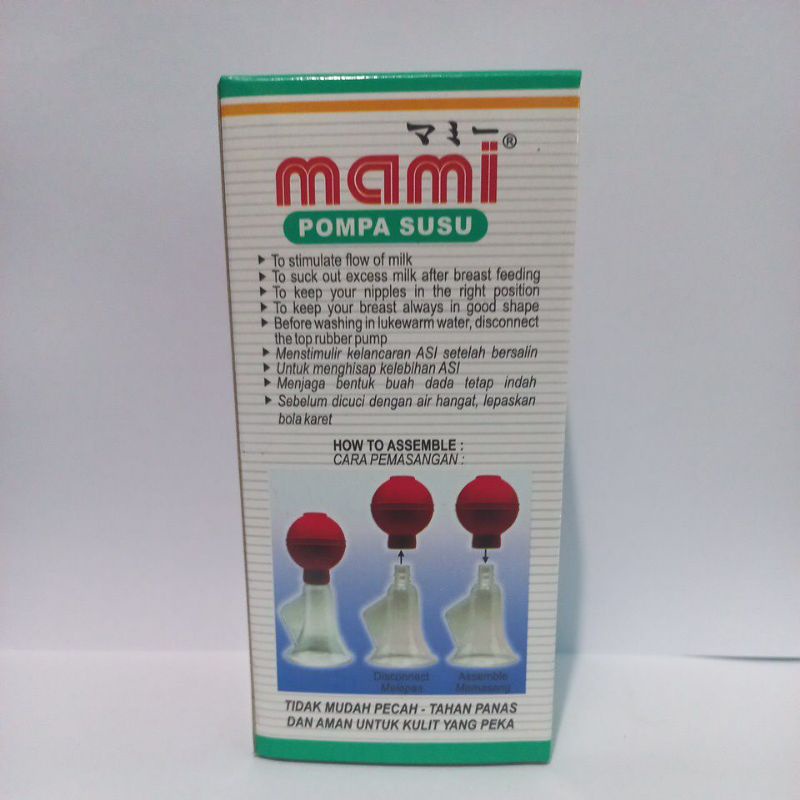 マミー
mami®
POMPA SUSU
To stimulate flow of milk
To suck out excess milk after breast feeding
To keep your nipples in the right position
To keep your breast always in good shape
Before washing in lukewarm water, disconnect
the top rubber pump
Menstimulir kelancaran ASI setelah bersalin
Untuk menghisap kelebihan ASI
Menjaga bentuk buah dada tetap indah
Sebelum dicuci dengan air hangat, lepaskan
bola karet
HOW TO ASSEMBLE :
CARA PEMASANGAN :
Disconnect Assemble
Melepas Memasang
TIDAK MUDAH PECAH - TAHAN PANAS
DAN AMAN UNTUK KULIT YANG PEKA